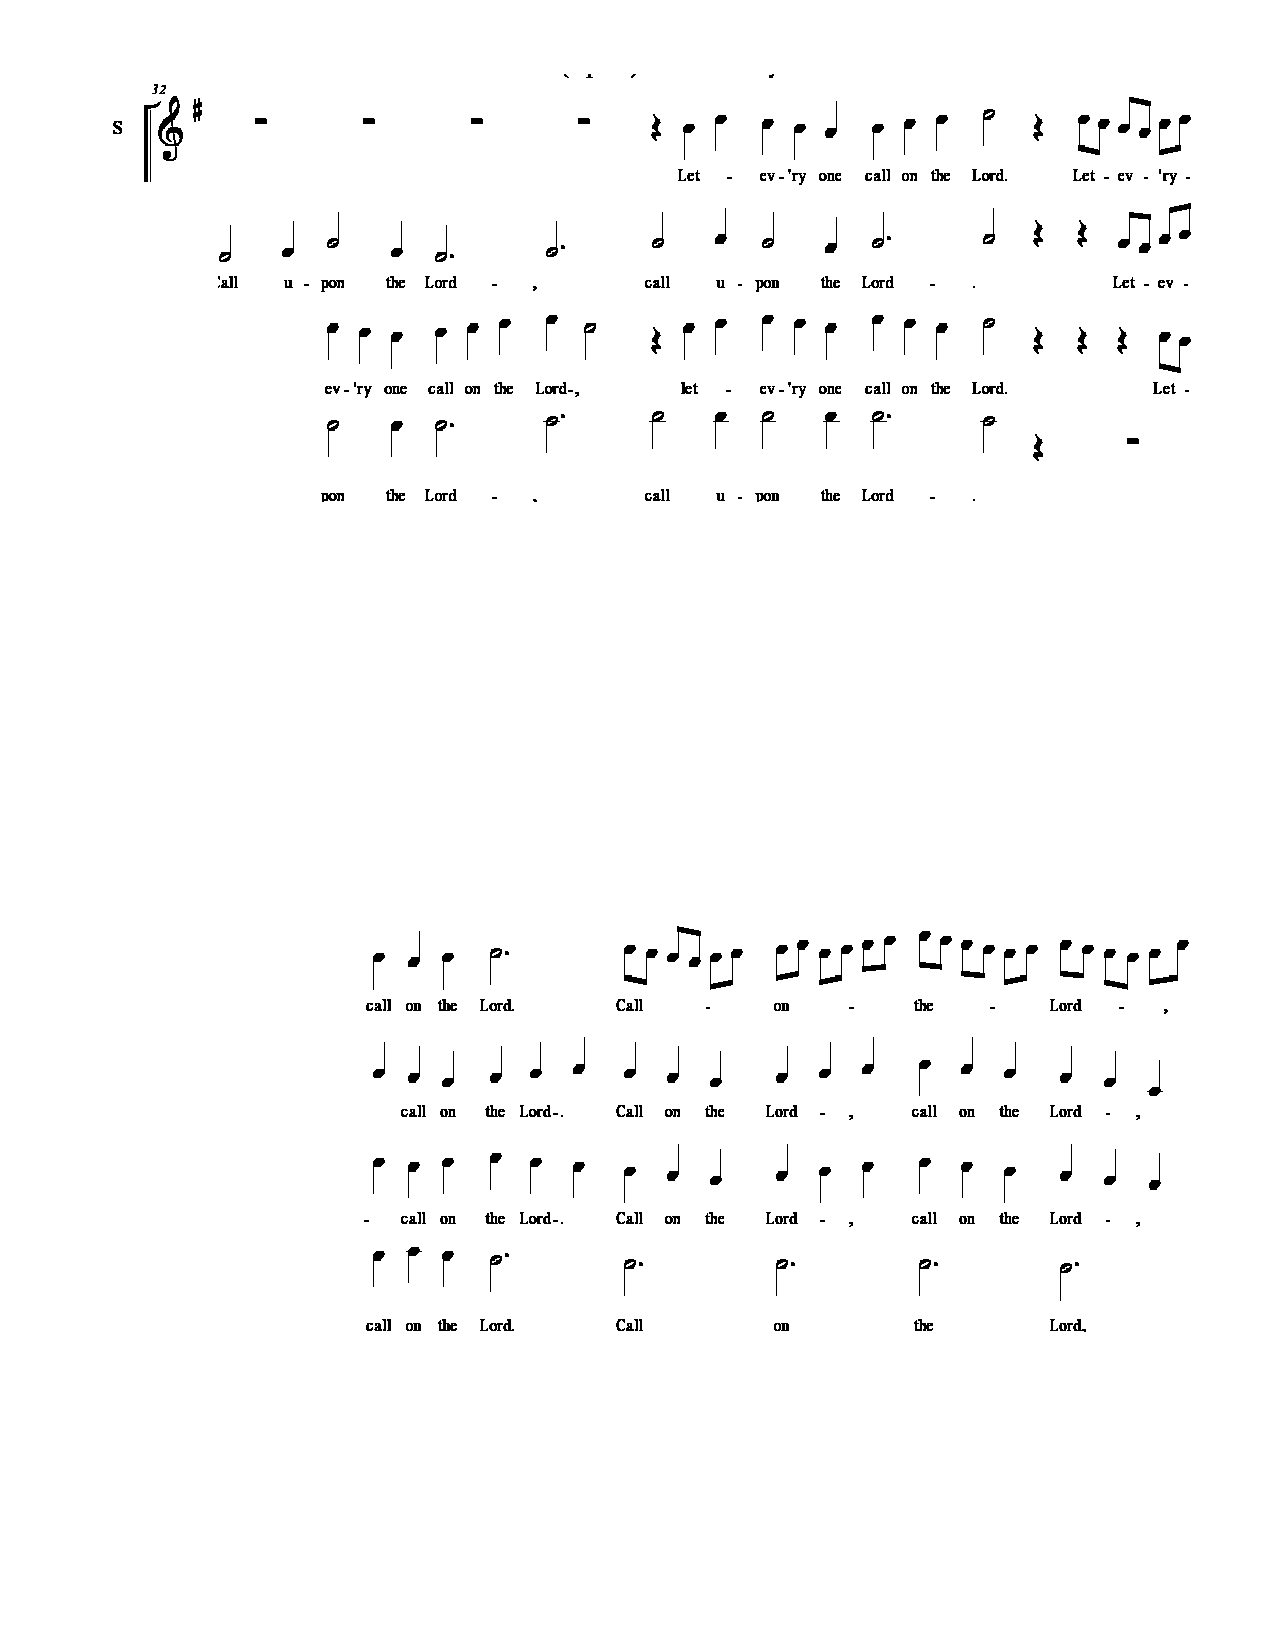 32
S
Let - ev-'ry one call on the Lord. Let - ev - 'ry -
u - pon the Lord - , call u - pon the Lord - . Let - ev -
ev-'ry one call on the Lord-, let - ev-'ry one call on the Lord. Let -
pon the Lord - , call u - pon the Lord - .
call on the Lord. Call - on - the - Lord - ,
call on the Lord-. Call on the Lord - , call on the Lord - ,
- call on the Lord-. Call on the Lord - , call on the Lord - ,
call on the Lord. Call on the Lord,